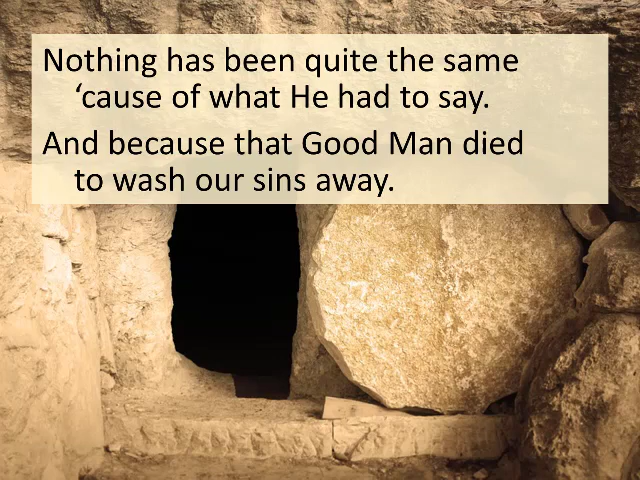 Nothing has been quite the same
‘cause of what He had to say.
And because that Good Man died
to wash our sins away.